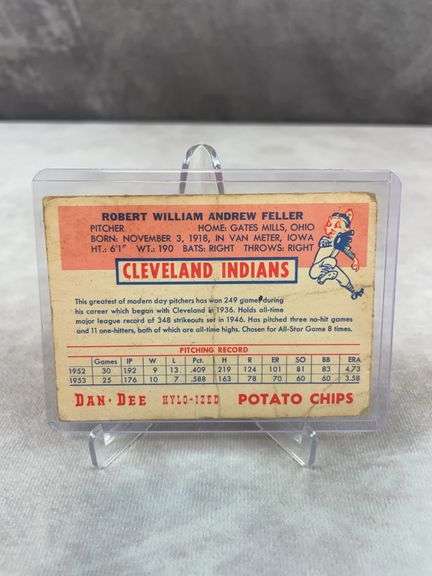 ROBERT WILLIAM ANDREW FELLER
PITCHER HOME: GATES MILLS, OHIO
BORN: NOVEMBER 3, 1918, IN VAN METER, IOWA
HT.: 6'1" WT.: 190 BATS: RIGHT THROWS: RIGHT
CLEVELAND INDIANS
This greatest of modern day pitchers has won 249 games during
his career which began with Cleveland in 1936. Holds all-time
major league record of 348 strikeouts set in 1946. Has pitched three no-hit games
and 11 one-hitters, both of which are all-time highs. Chosen for All-Star Game 8 times.
PITCHING RECORD
Games IP W L Pct. H R ER SO BB ERA
1952 30 192 9 13 .409 219 124 101 81 83 4.73
1953 25 176 10 7 .588 163 78 70 60 60 3.58
DAN·DEE HYLO-IZED POTATO CHIPS